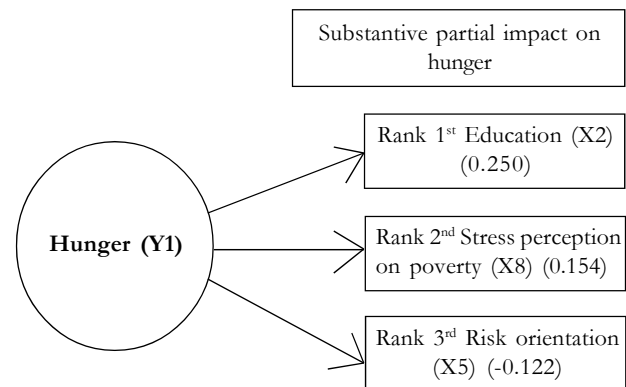 Substantive partial impact on
hunger
Rank 1st Education (X2)
(0.250)
Hunger (Y1)
Rank 2nd Stress perception
on poverty (X8) (0.154)
Rank 3rd Risk orientation
(X5) (-0.122)